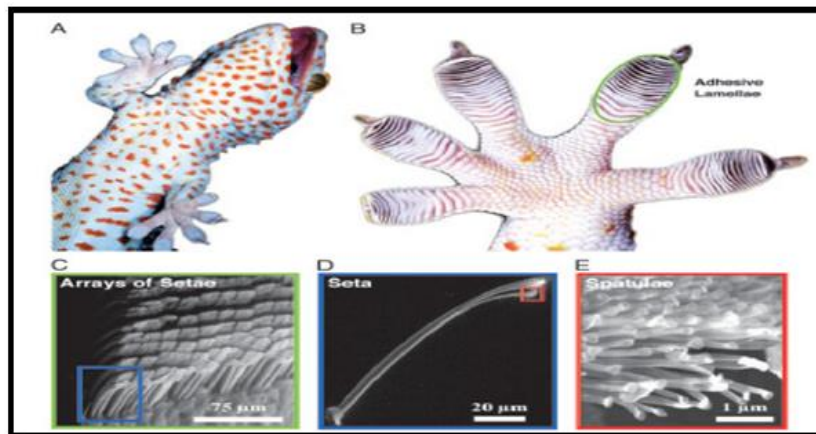 A
B
Adhesive
Lamellae
C
D
E
Arrays of Setae
Seta
Spatulae
75 μm
20 μm
1 μm